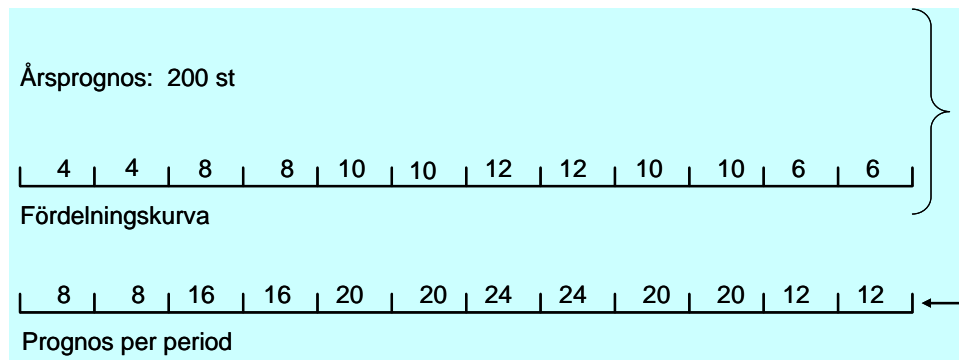 Årsprognos: 200 st
4 4 8 8 10 10 12 12 10 10 6 6
Fördelningskurva
8 8 16 16 20 20 24 24 20 20 12 12
Prognos per period